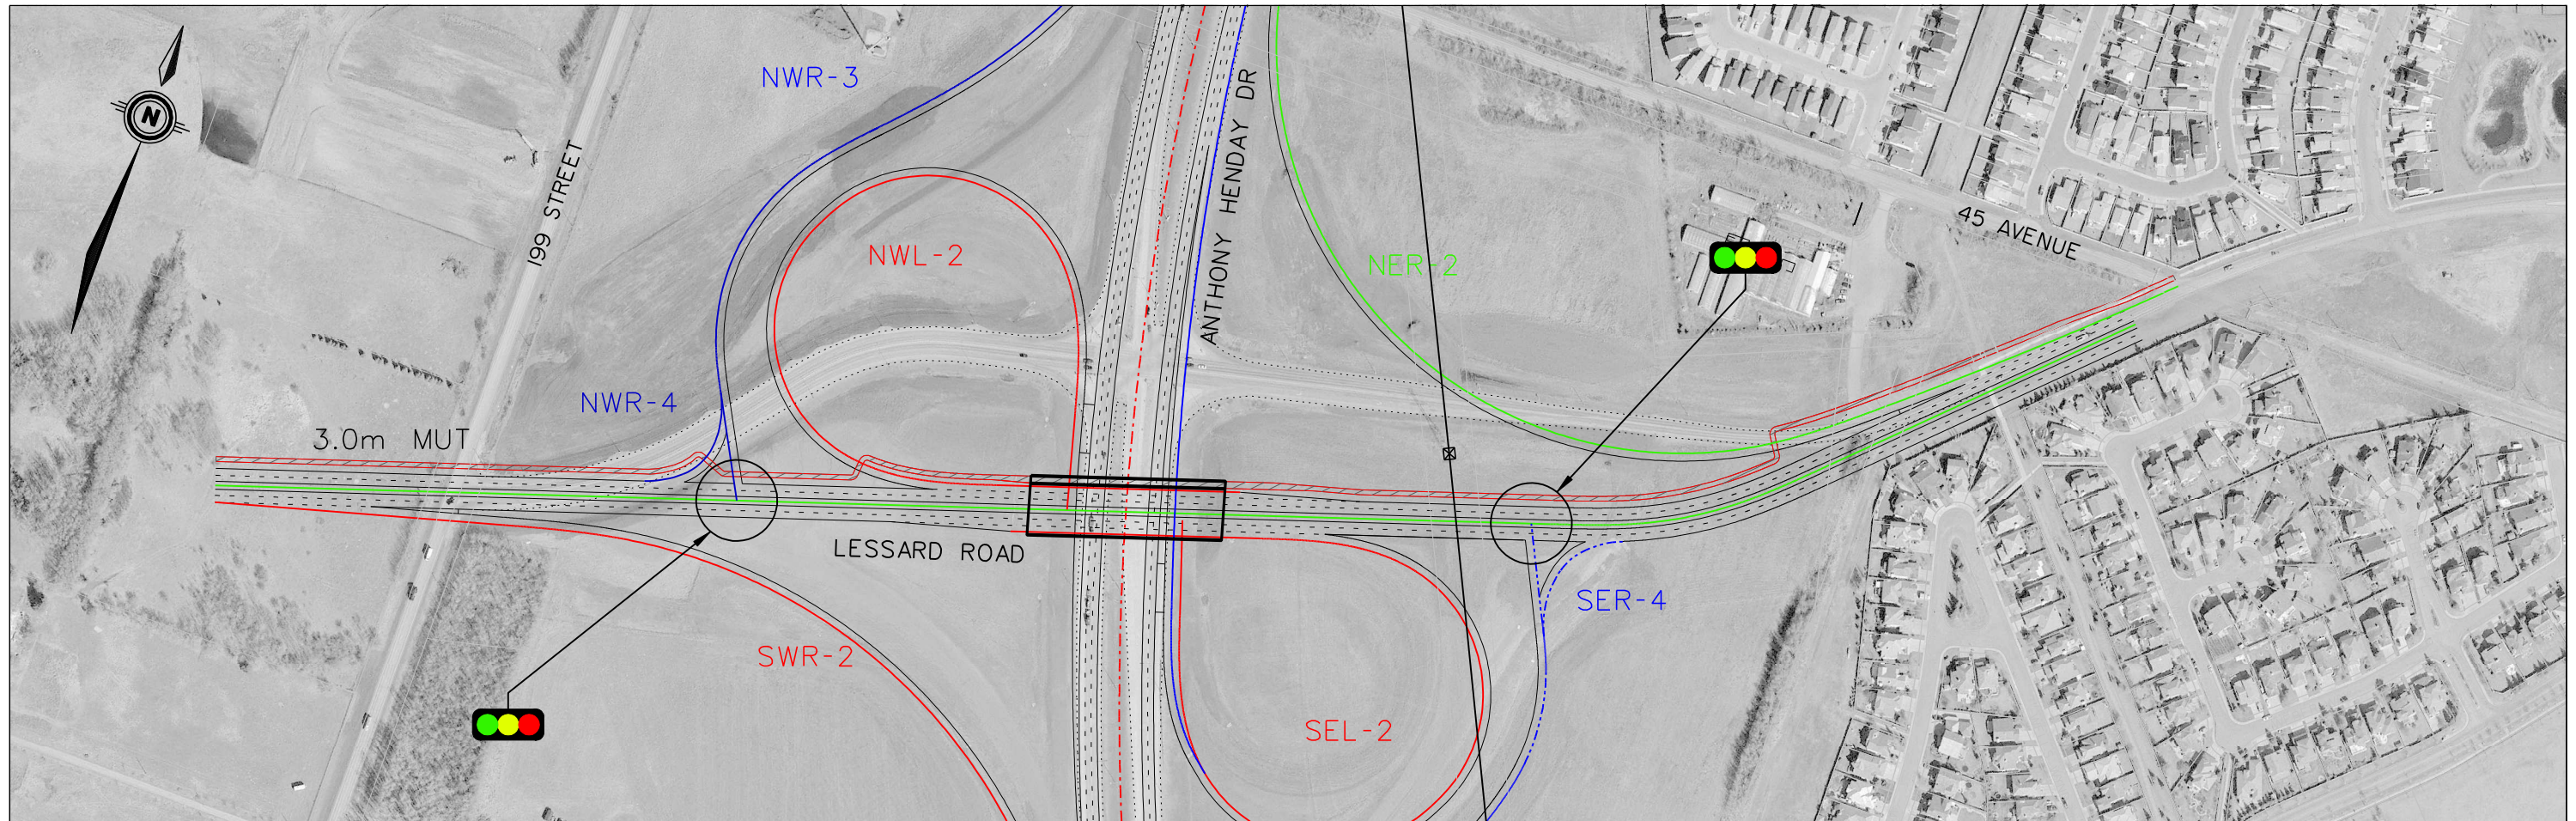 NWR-3
N
199 STREET
ANTHONY HENDAY DR
NWL-2
NER-2
45 AVENUE
NWR-4
3.0m MUT
LESSARD ROAD
SER-4
SWR-2
SEL-2